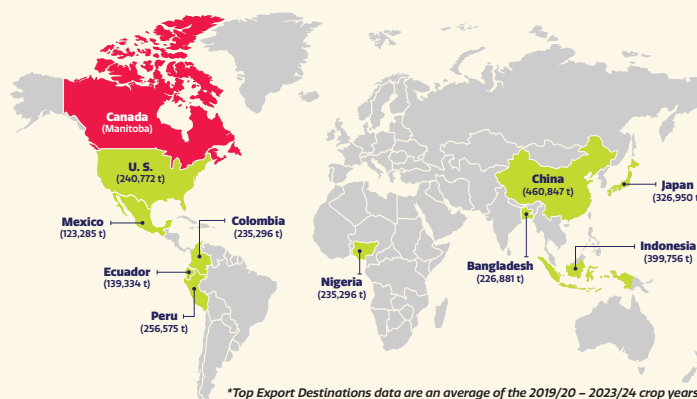 Canada
(Manitoba)
U. S.
(240,772 t)
China
(460,847 t)
Japan
(326,950 t)
Mexico
(123,285 t)
Colombia
(235,296 t)
Indonesia
(399,756 t)
Ecuador
(139,334 t)
Nigeria
(235,296 t)
Bangladesh
(226,881 t)
Peru
(256,575 t)
*Top Export Destinations data are an average of the 2019/20 – 2023/24 crop years